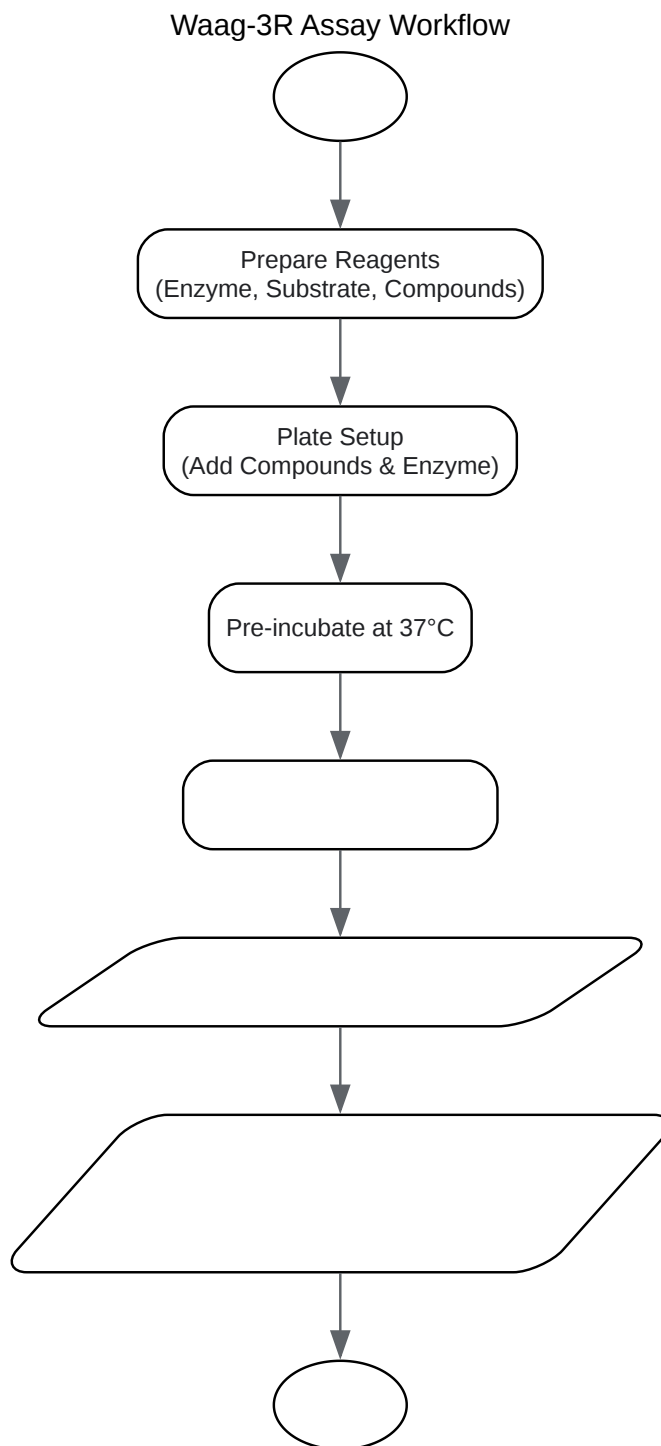 Waag-3R Assay Workflow
Prepare Reagents
(Enzyme, Substrate, Compounds)
Plate Setup
(Add Compounds & Enzyme)
Pre-incubate at 37°C